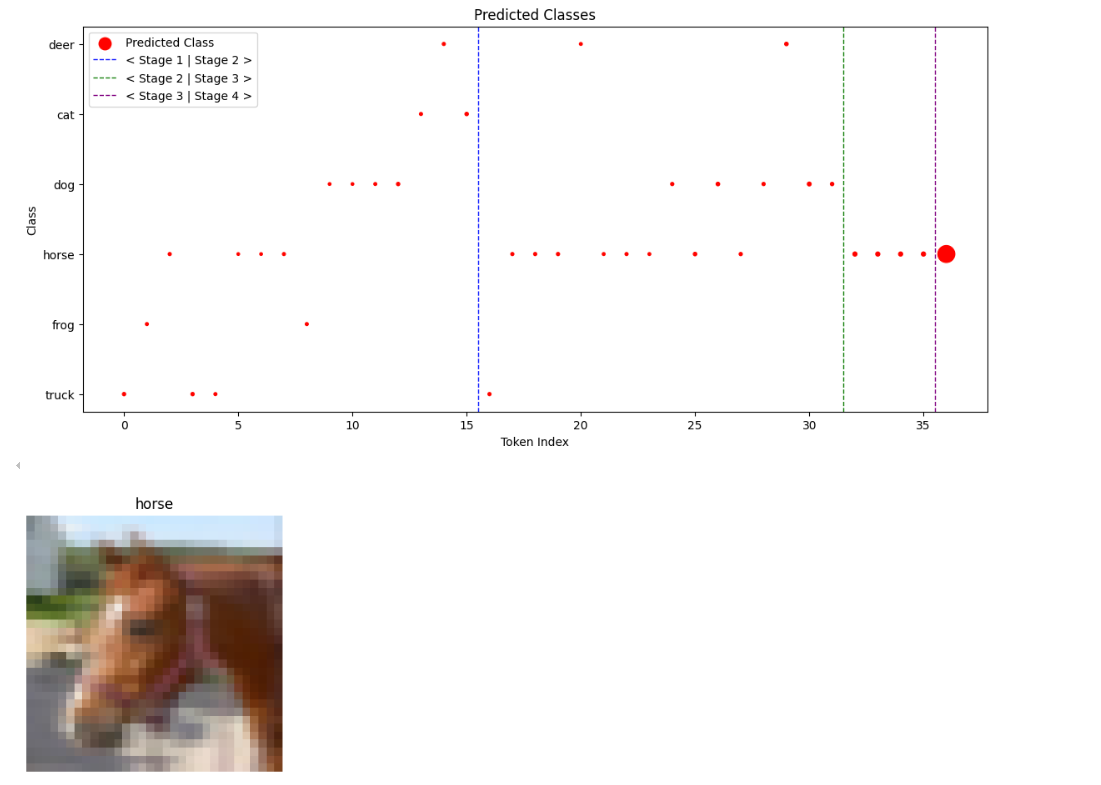 Predicted Classes
deer
cat
dog
horse
frog
truck
Class
Predicted Class
< Stage 1 | Stage 2 >
< Stage 2 | Stage 3 >
< Stage 3 | Stage 4 >
0 5 10 15 20 25 30 35
Token Index
horse